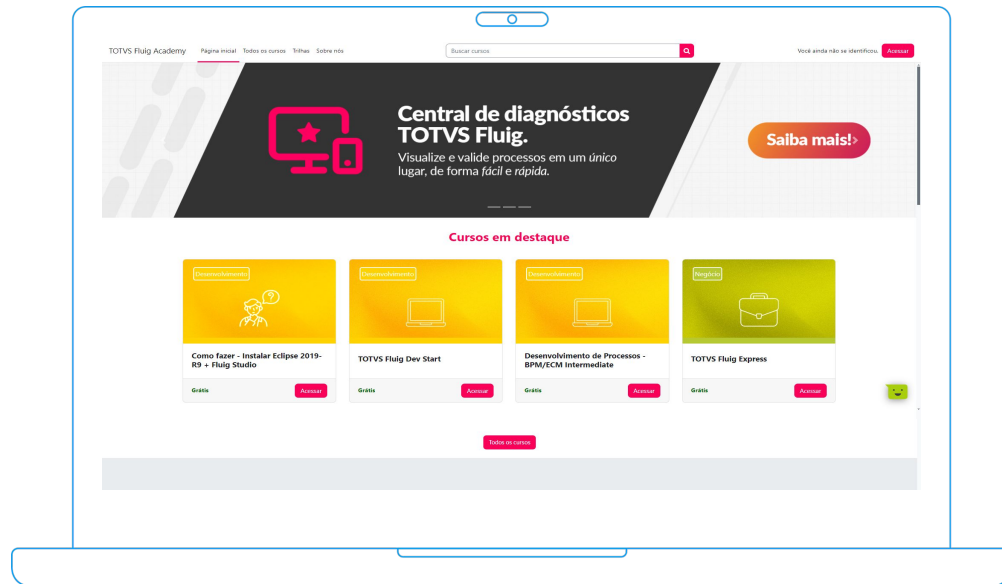 TOTVS Fluig Academy Página inicial Todos os cursos Trilhas Sobre nós Buscar cursos Você ainda não se identificou. Acessar
Central de diagnósticos
TOTVS Fluig.
Visualize e valide processos em um único
lugar, de forma fácil e rápida.
Saiba mais!
Cursos em destaque
Desenvolvimento
Como fazer - Instalar Eclipse 2019-
R9 + Fluig Studio
Grátis Acessar
Desenvolvimento
TOTVS Fluig Dev Start
Grátis Acessar
Desenvolvimento
Desenvolvimento de Processos -
BPM/ECM Intermediate
Grátis Acessar
Negócio
TOTVS Fluig Express
Grátis Acessar
Todos os cursos